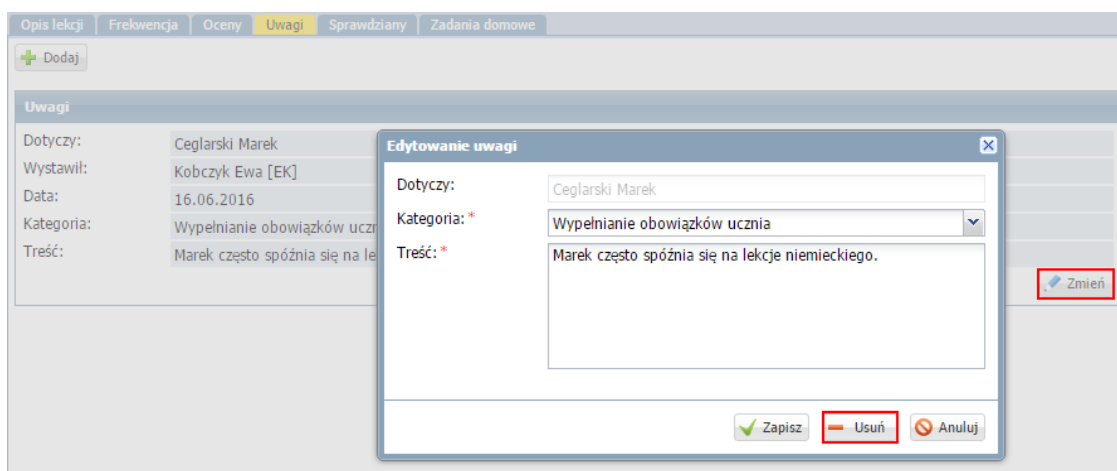 Opis lekcji Frekwencja Oceny Uwagi Sprawdziany Zadania domowe
Dodaj
Uwagi
Dotyczy: Ceglarski Marek
Wystawił: Kobczyk Ewa [EK]
Data: 16.06.2016
Kategoria: Wypełnianie obowiązków uczn
Treść: Marek często spóźnia się na le
Zmień
Edytowanie uwagi
Dotyczy: Ceglarski Marek
Kategoria: * Wypełnianie obowiązków ucznia
Treść: * Marek często spóźnia się na lekcje niemieckiego.
Zapisz Usuń Anuluj